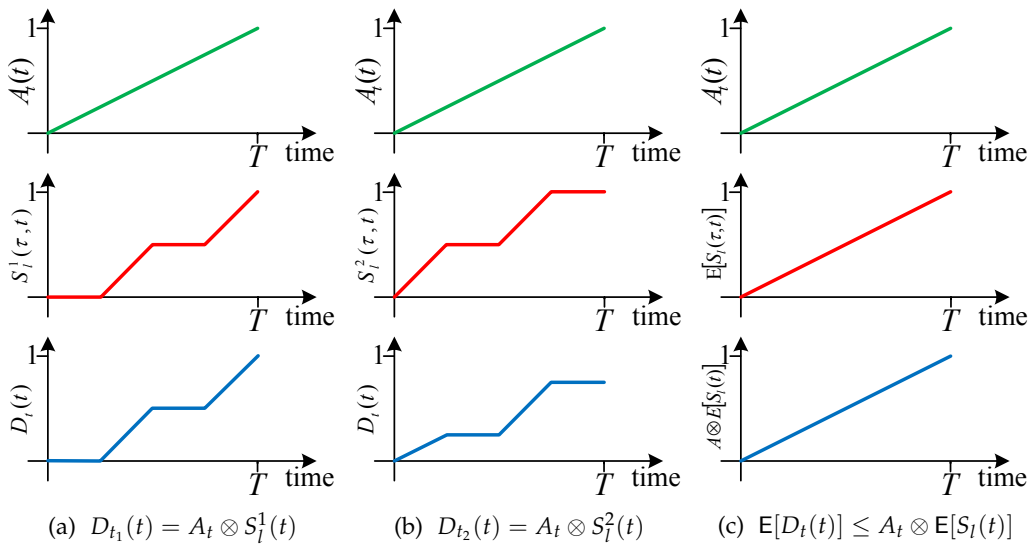 1
A_t(t)
T
time
1
A_t(t)
T
time
1
A_t(t)
T
time
1
S_l^1(τ,t)
T
time
1
S_l^2(τ,t)
T
time
1
E[S_l(τ,t)]
T
time
1
D_t(t)
T
time
1
D_t(t)
T
time
1
A⊗E[S_l(t)]
T
time
(a) D_{t_1}(t) = A_t ⊗ S_l^1(t)
(b) D_{t_2}(t) = A_t ⊗ S_l^2(t)
(c) E[D_t(t)] ≤ A_t ⊗ E[S_l(t)]